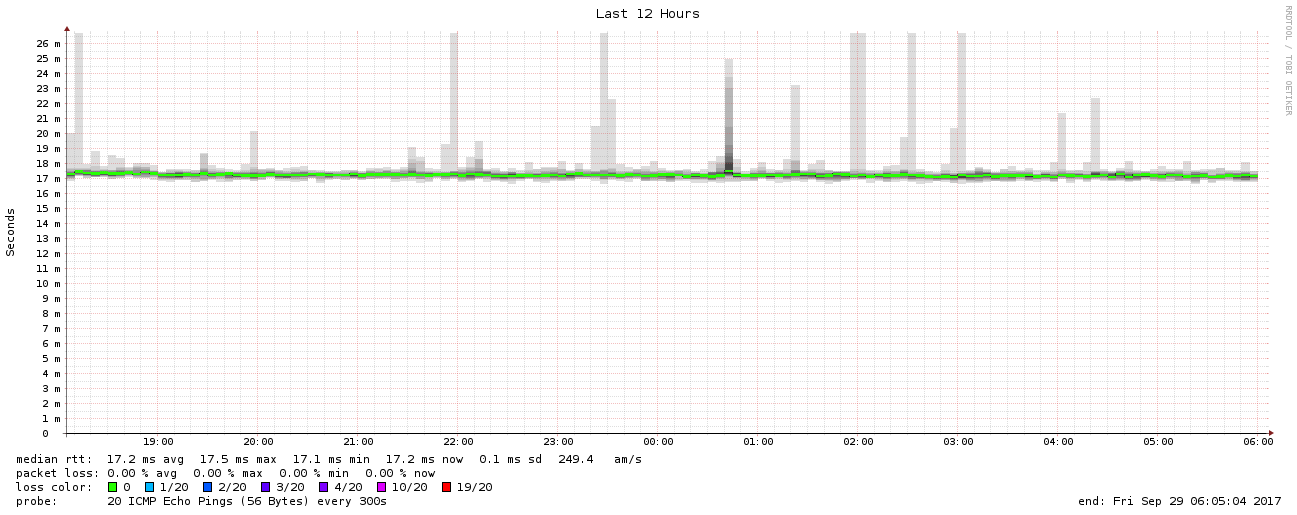 Last 12 Hours
RRDTOOL / TOBI OETIKER
Seconds
26 m
25 m
24 m
23 m
22 m
21 m
20 m
19 m
18 m
17 m
16 m
15 m
14 m
13 m
12 m
11 m
10 m
9 m
8 m
7 m
6 m
5 m
4 m
3 m
2 m
1 m
0
19:00 20:00 21:00 22:00 23:00 00:00 01:00 02:00 03:00 04:00 05:00 06:00
median rtt: 17.2 ms avg 17.5 ms max 17.1 ms min 17.2 ms now 0.1 ms sd 249.4 am/s
packet loss: 0.00 % avg 0.00 % max 0.00 % min 0.00 % now
loss color: 0 1/20 2/20 3/20 4/20 10/20 19/20
probe: 20 ICMP Echo Pings (56 Bytes) every 300s end: Fri Sep 29 06:05:04 2017